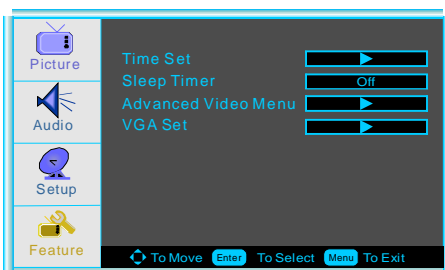 Picture
Audio
Setup
Feature
Time Set
Sleep Timer Off
Advanced Video Menu
VGA Set
To Move Enter To Select Menu To Exit